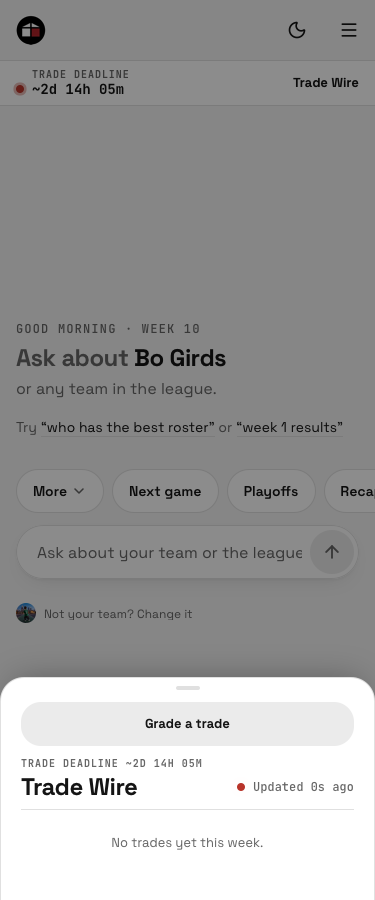 TRADE DEADLINE
~2d 14h 05m
Trade Wire
GOOD MORNING · WEEK 10
Ask about Bo Girds
or any team in the league.
Try “who has the best roster” or “week 1 results”
More
Next game
Playoffs
Reca
Ask about your team or the league
Not your team? Change it
Grade a trade
TRADE DEADLINE ~2D 14H 05M
Trade Wire
Updated 0s ago
No trades yet this week.